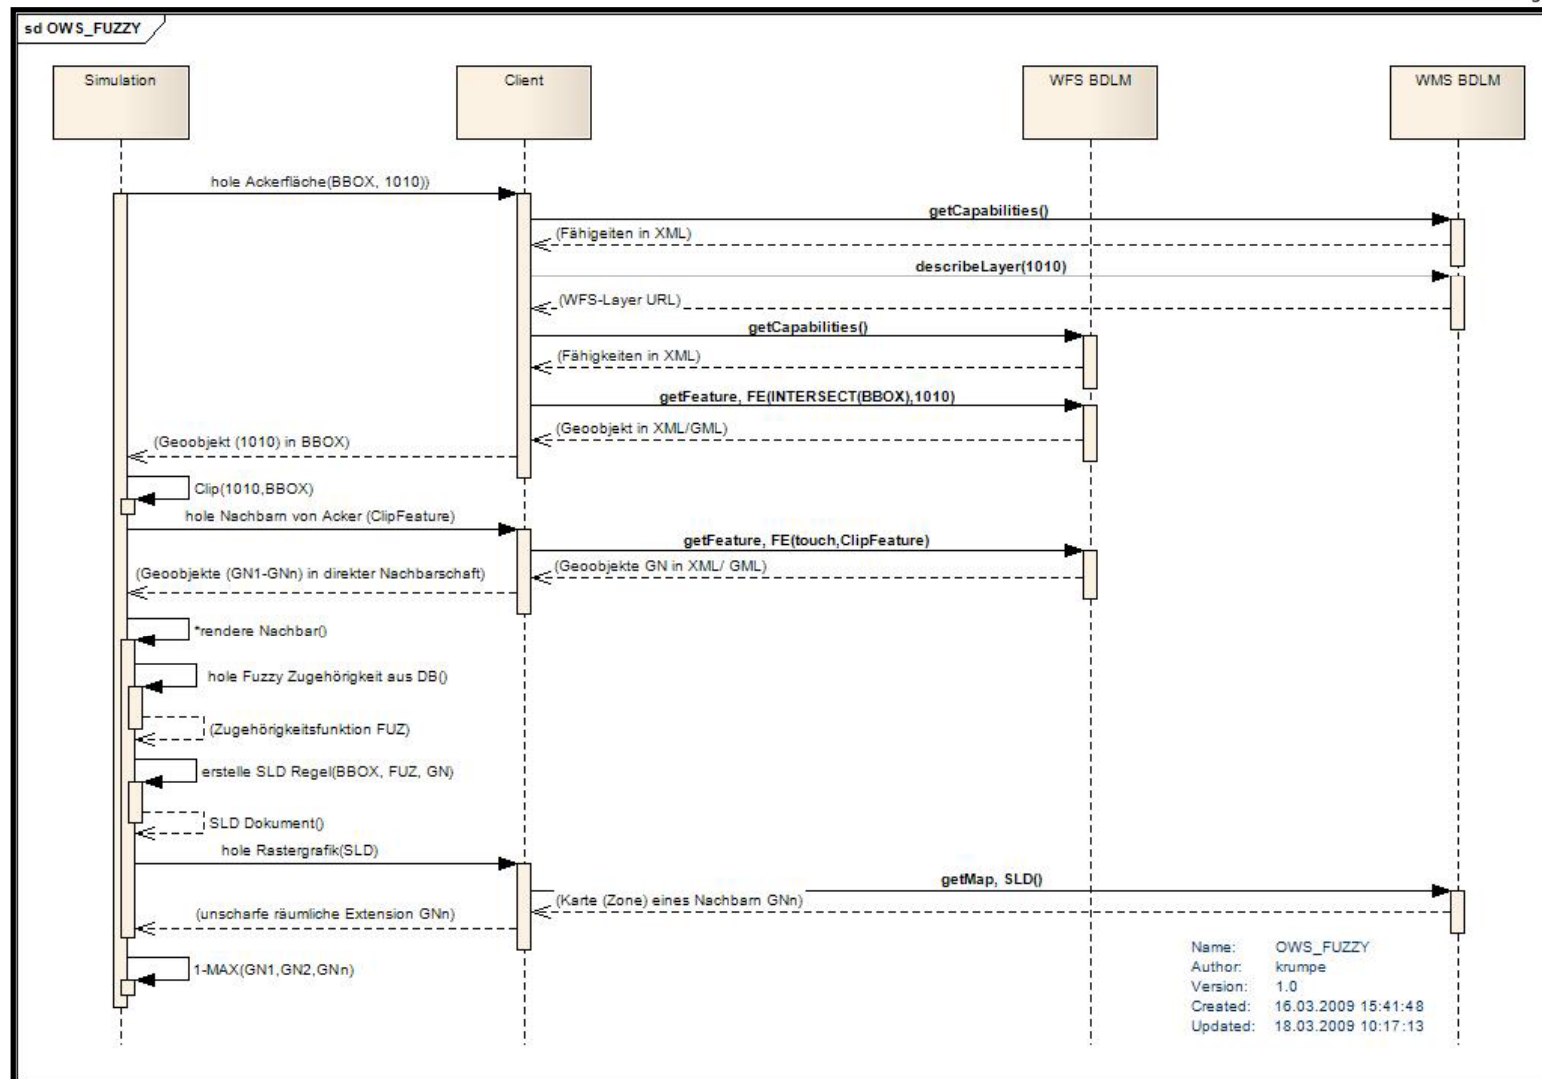 sd OWS_FUZZY
Simulation
Client
WFS BDLM
WMS BDLM
hole Ackerfläche(BBOX, 1010))
getCapabilities()
(Fähigeiten in XML)
describeLayer(1010)
(WFS-Layer URL)
getCapabilities()
(Fähigkeiten in XML)
getFeature, FE(INTERSECT(BBOX),1010)
(Geoobjekt in XML/GML)
(Geoobjekt (1010) in BBOX)
Clip(1010,BBOX)
hole Nachbarn von Acker (ClipFeature)
getFeature, FE(touch,ClipFeature)
(Geoobjekte GN in XML/ GML)
(Geoobjekte (GN1-GNn) in direkter Nachbarschaft)
*rendere Nachbar()
hole Fuzzy Zugehörigkeit aus DB()
(Zugehörigkeitsfunktion FUZ)
erstelle SLD Regel(BBOX, FUZ, GN)
SLD Dokument()
hole Rastergrafik(SLD)
getMap, SLD()
(Karte (Zone) eines Nachbarn GNn)
(unscharfe räumliche Extension GNn)
1-MAX(GN1,GN2,GNn)
Name: OWS_FUZZY
Author: krumpe
Version: 1.0
Created: 16.03.2009 15:41:48
Updated: 18.03.2009 10:17:13